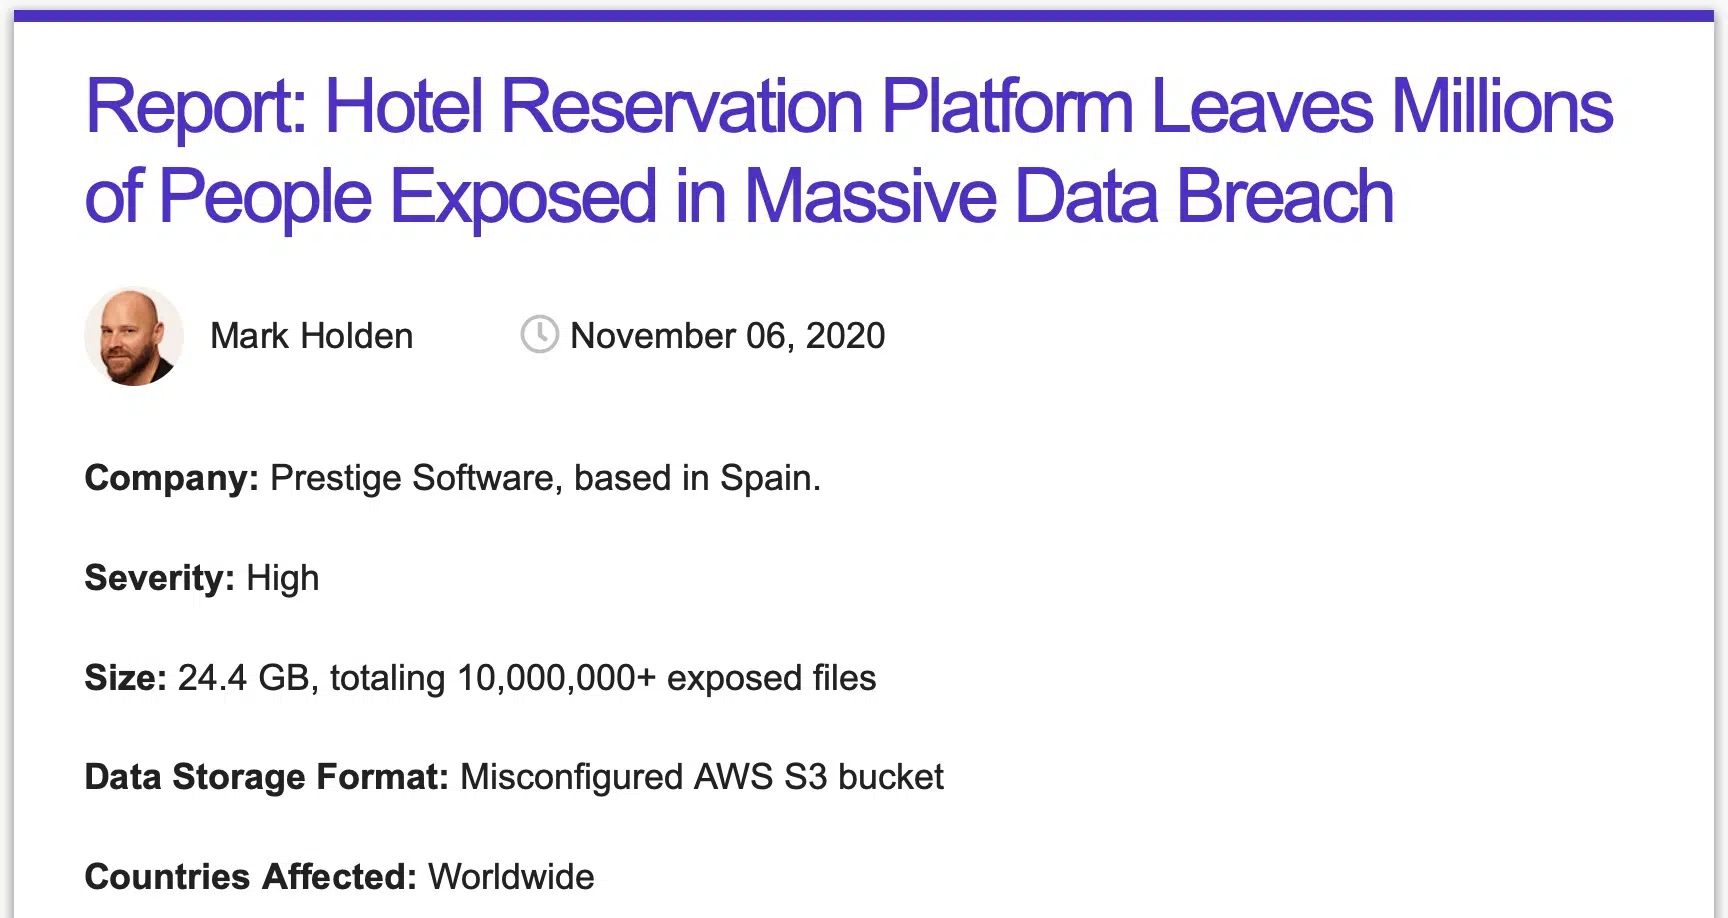 Report: Hotel Reservation Platform Leaves Millions
of People Exposed in Massive Data Breach
Mark Holden November 06, 2020
Company: Prestige Software, based in Spain.
Severity: High
Size: 24.4 GB, totaling 10,000,000+ exposed files
Data Storage Format: Misconfigured AWS S3 bucket
Countries Affected: Worldwide